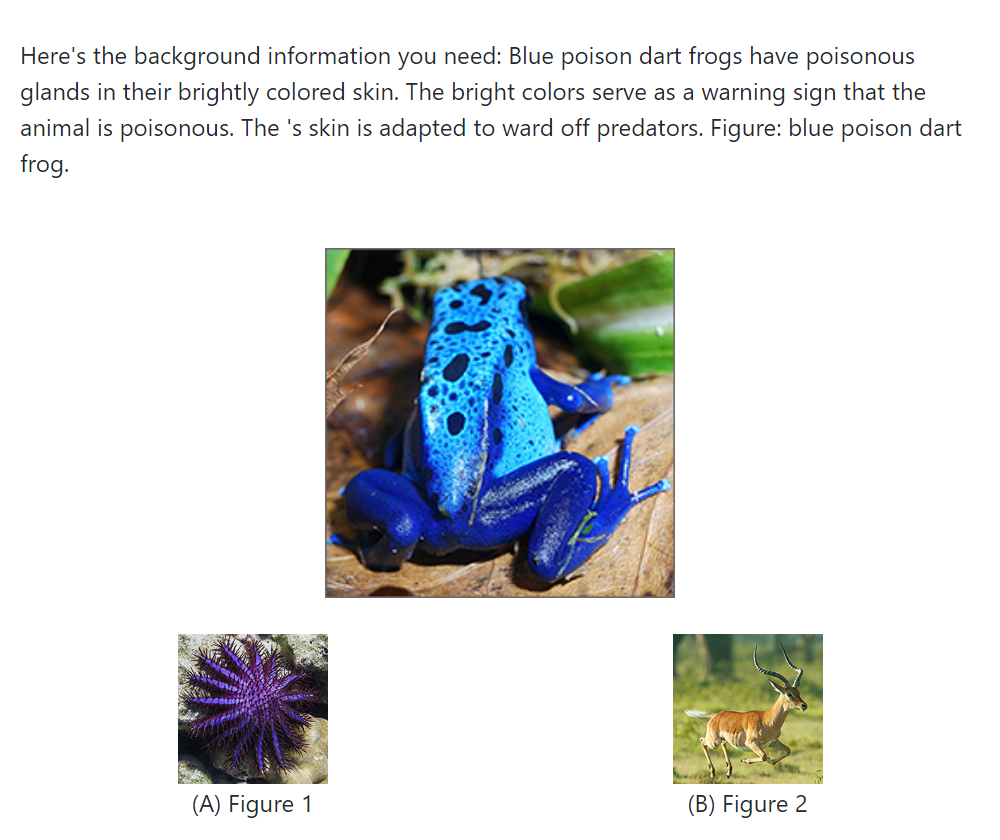 Here's the background information you need: Blue poison dart frogs have poisonous
glands in their brightly colored skin. The bright colors serve as a warning sign that the
animal is poisonous. The 's skin is adapted to ward off predators. Figure: blue poison dart
frog.
(A) Figure 1
(B) Figure 2